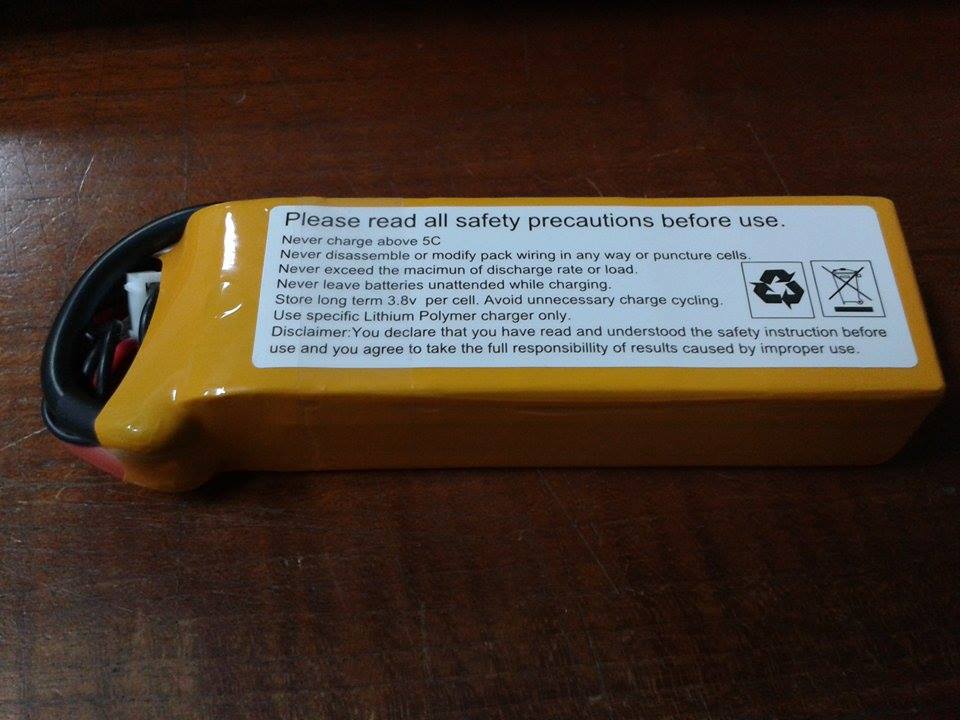 Please read all safety precautions before use.
Never charge above 5C
Never disassemble or modify pack wiring in any way or puncture cells.
Never exceed the macimun of discharge rate or load.
Never leave batteries unattended while charging.
Store long term 3.8v per cell. Avoid unnecessary charge cycling.
Use specific Lithium Polymer charger only.
Disclaimer:You declare that you have read and understood the safety instruction before
use and you agree to take the full responsibillity of results caused by improper use.